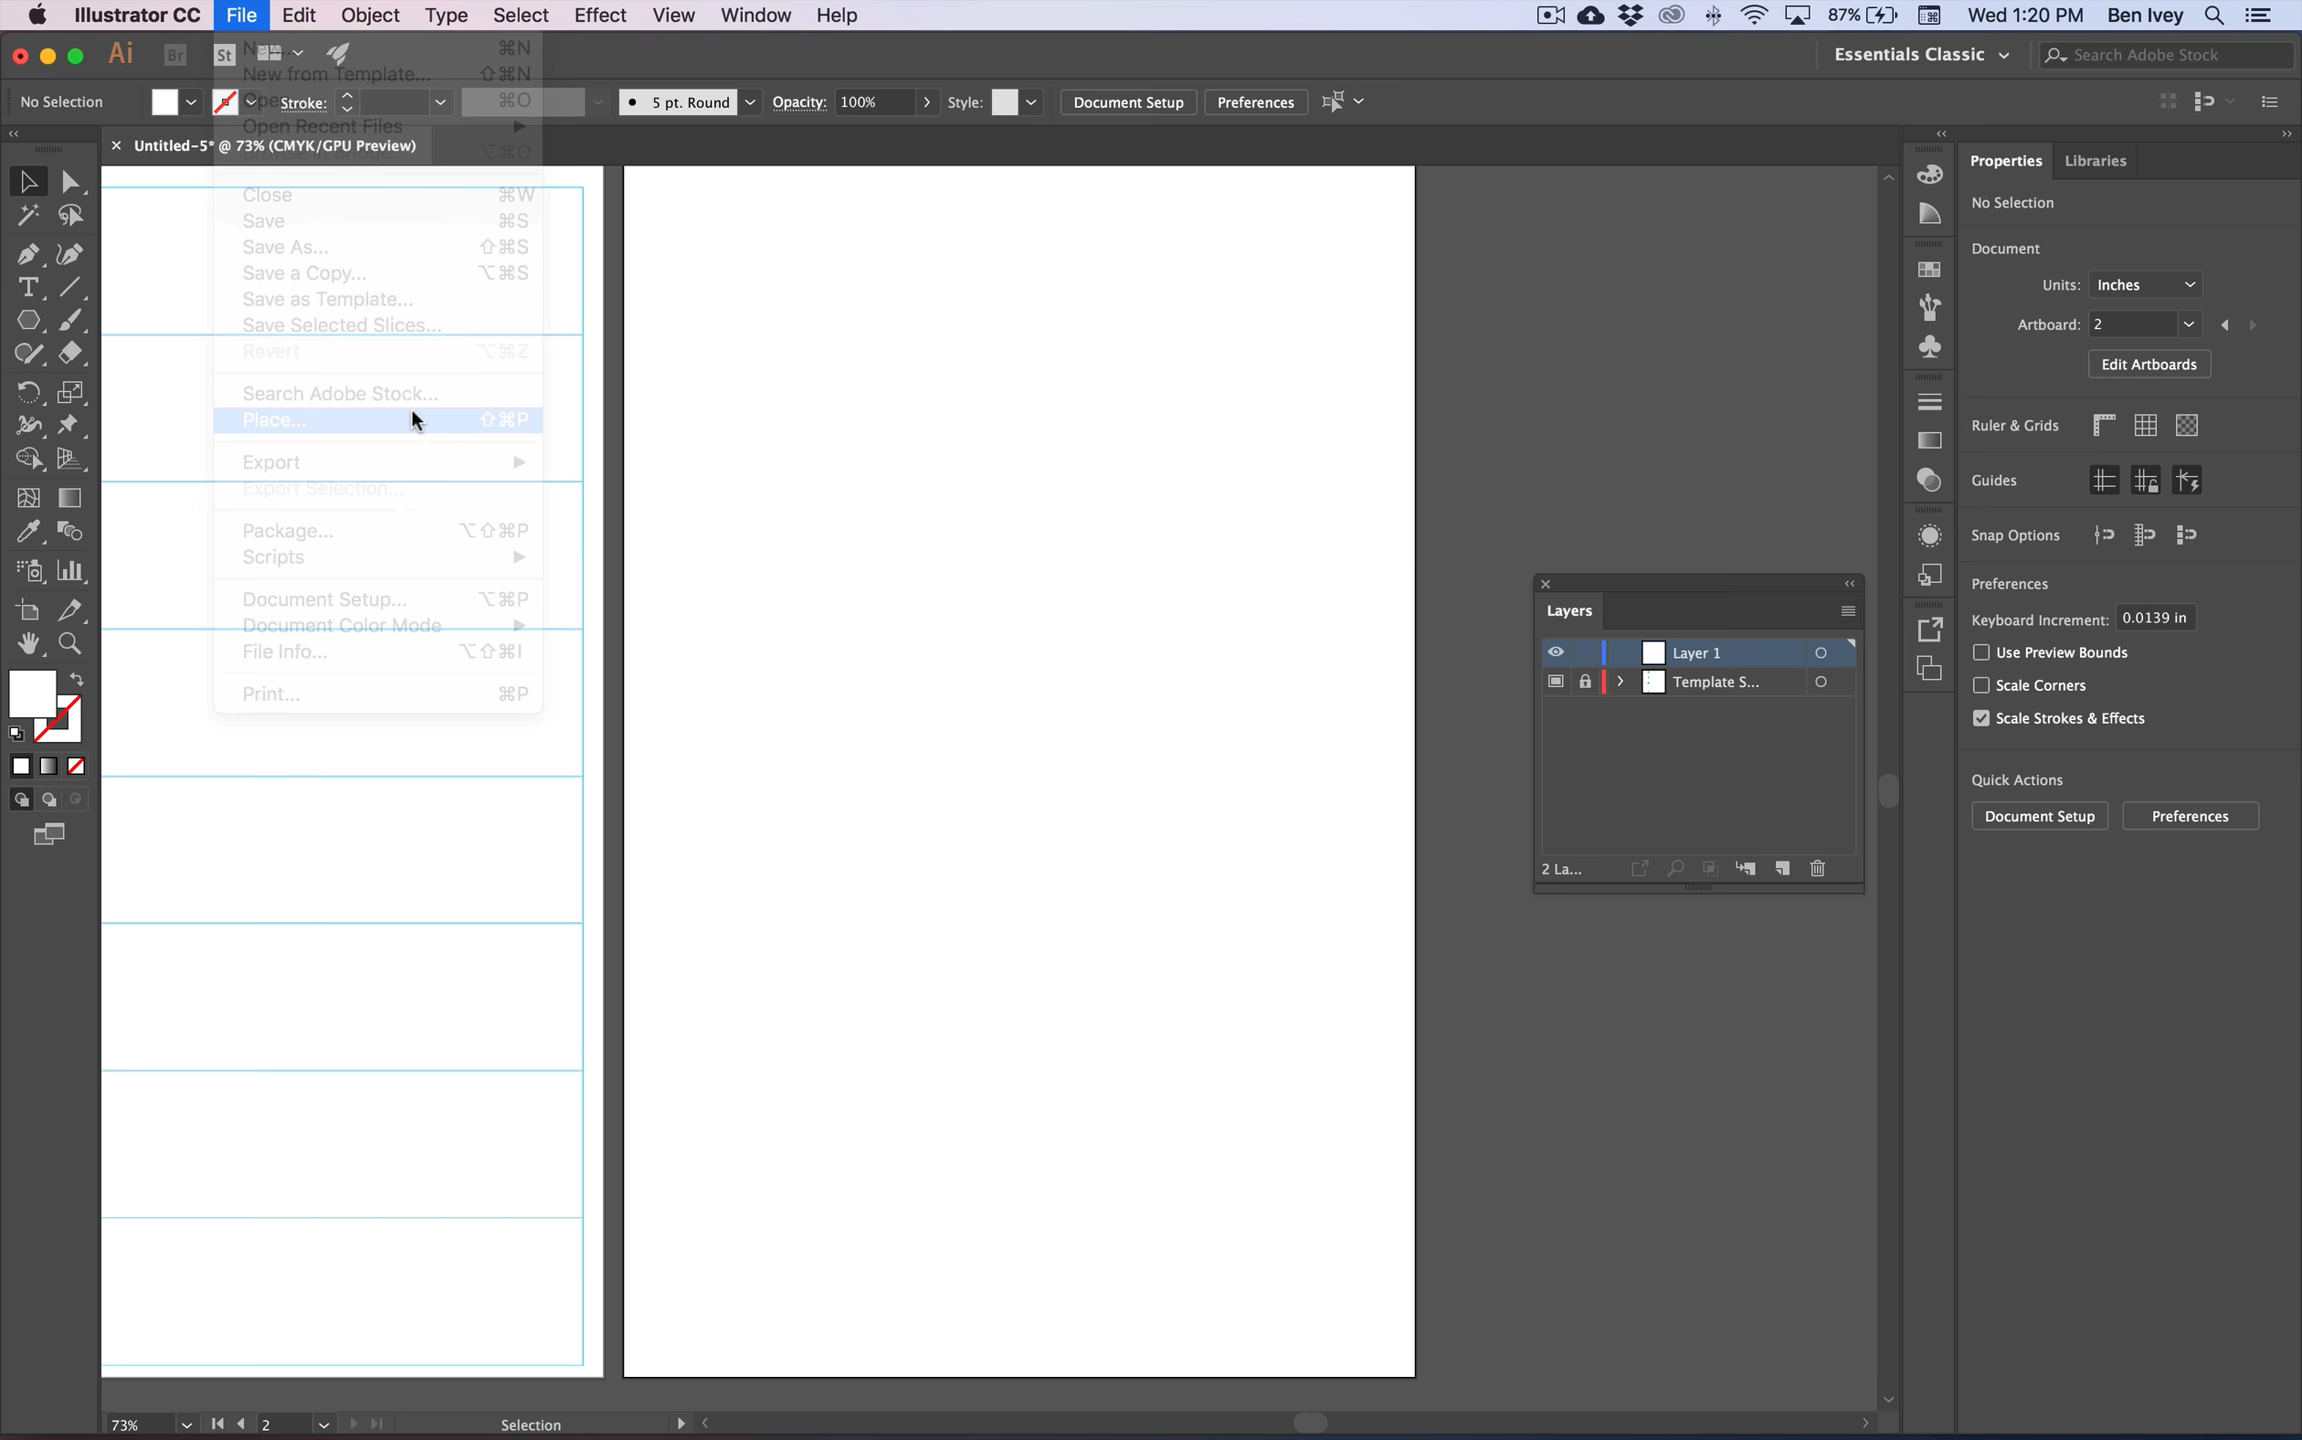 Illustrator CC File Edit Object Type Select Effect View Window Help 87% Wed 1:20 PM Ben Ivey
Ai Br St Essentials Classic Search Adobe Stock
No Selection Stroke: 5 pt. Round Opacity: 100% Style: Document Setup Preferences
Untitled-5* @ 73% (CMYK/GPU Preview)
⌘N
New from Template... ⇧⌘N
⌘O
Open Recent Files
⌥⌘O
Close ⌘W
Save ⌘S
Save As... ⇧⌘S
Save a Copy... ⌥⌘S
Save as Template...
Save Selected Slices...
Revert ⌥⌘Z
Search Adobe Stock...
Place... ⇧⌘P
Export
Export Selection...
Package... ⌥⇧⌘P
Scripts
Document Setup... ⌥⌘P
Document Color Mode
File Info... ⌥⇧⌘I
Print... ⌘P
Layers
Layer 1
Template S...
2 La...
Properties Libraries
No Selection
Document
Units: Inches
Artboard: 2
Edit Artboards
Ruler & Grids
Guides
Snap Options
Preferences
Keyboard Increment: 0.0139 in
Use Preview Bounds
Scale Corners
Scale Strokes & Effects
Quick Actions
Document Setup Preferences
73% 2 Selection